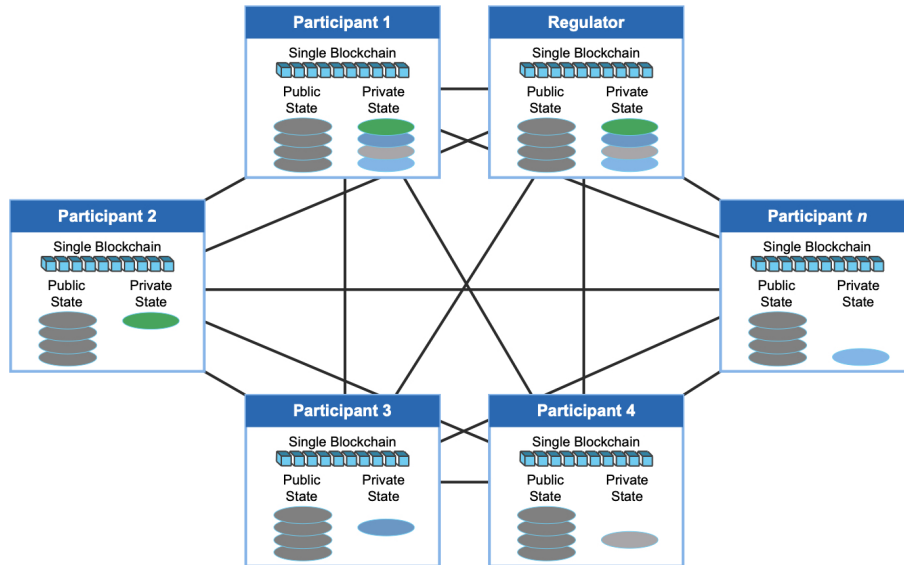 Participant 1
Single Blockchain
Public
State
Private
State
Regulator
Single Blockchain
Public
State
Private
State
Participant 2
Single Blockchain
Public
State
Private
State
Participant n
Single Blockchain
Public
State
Private
State
Participant 3
Single Blockchain
Public
State
Private
State
Participant 4
Single Blockchain
Public
State
Private
State